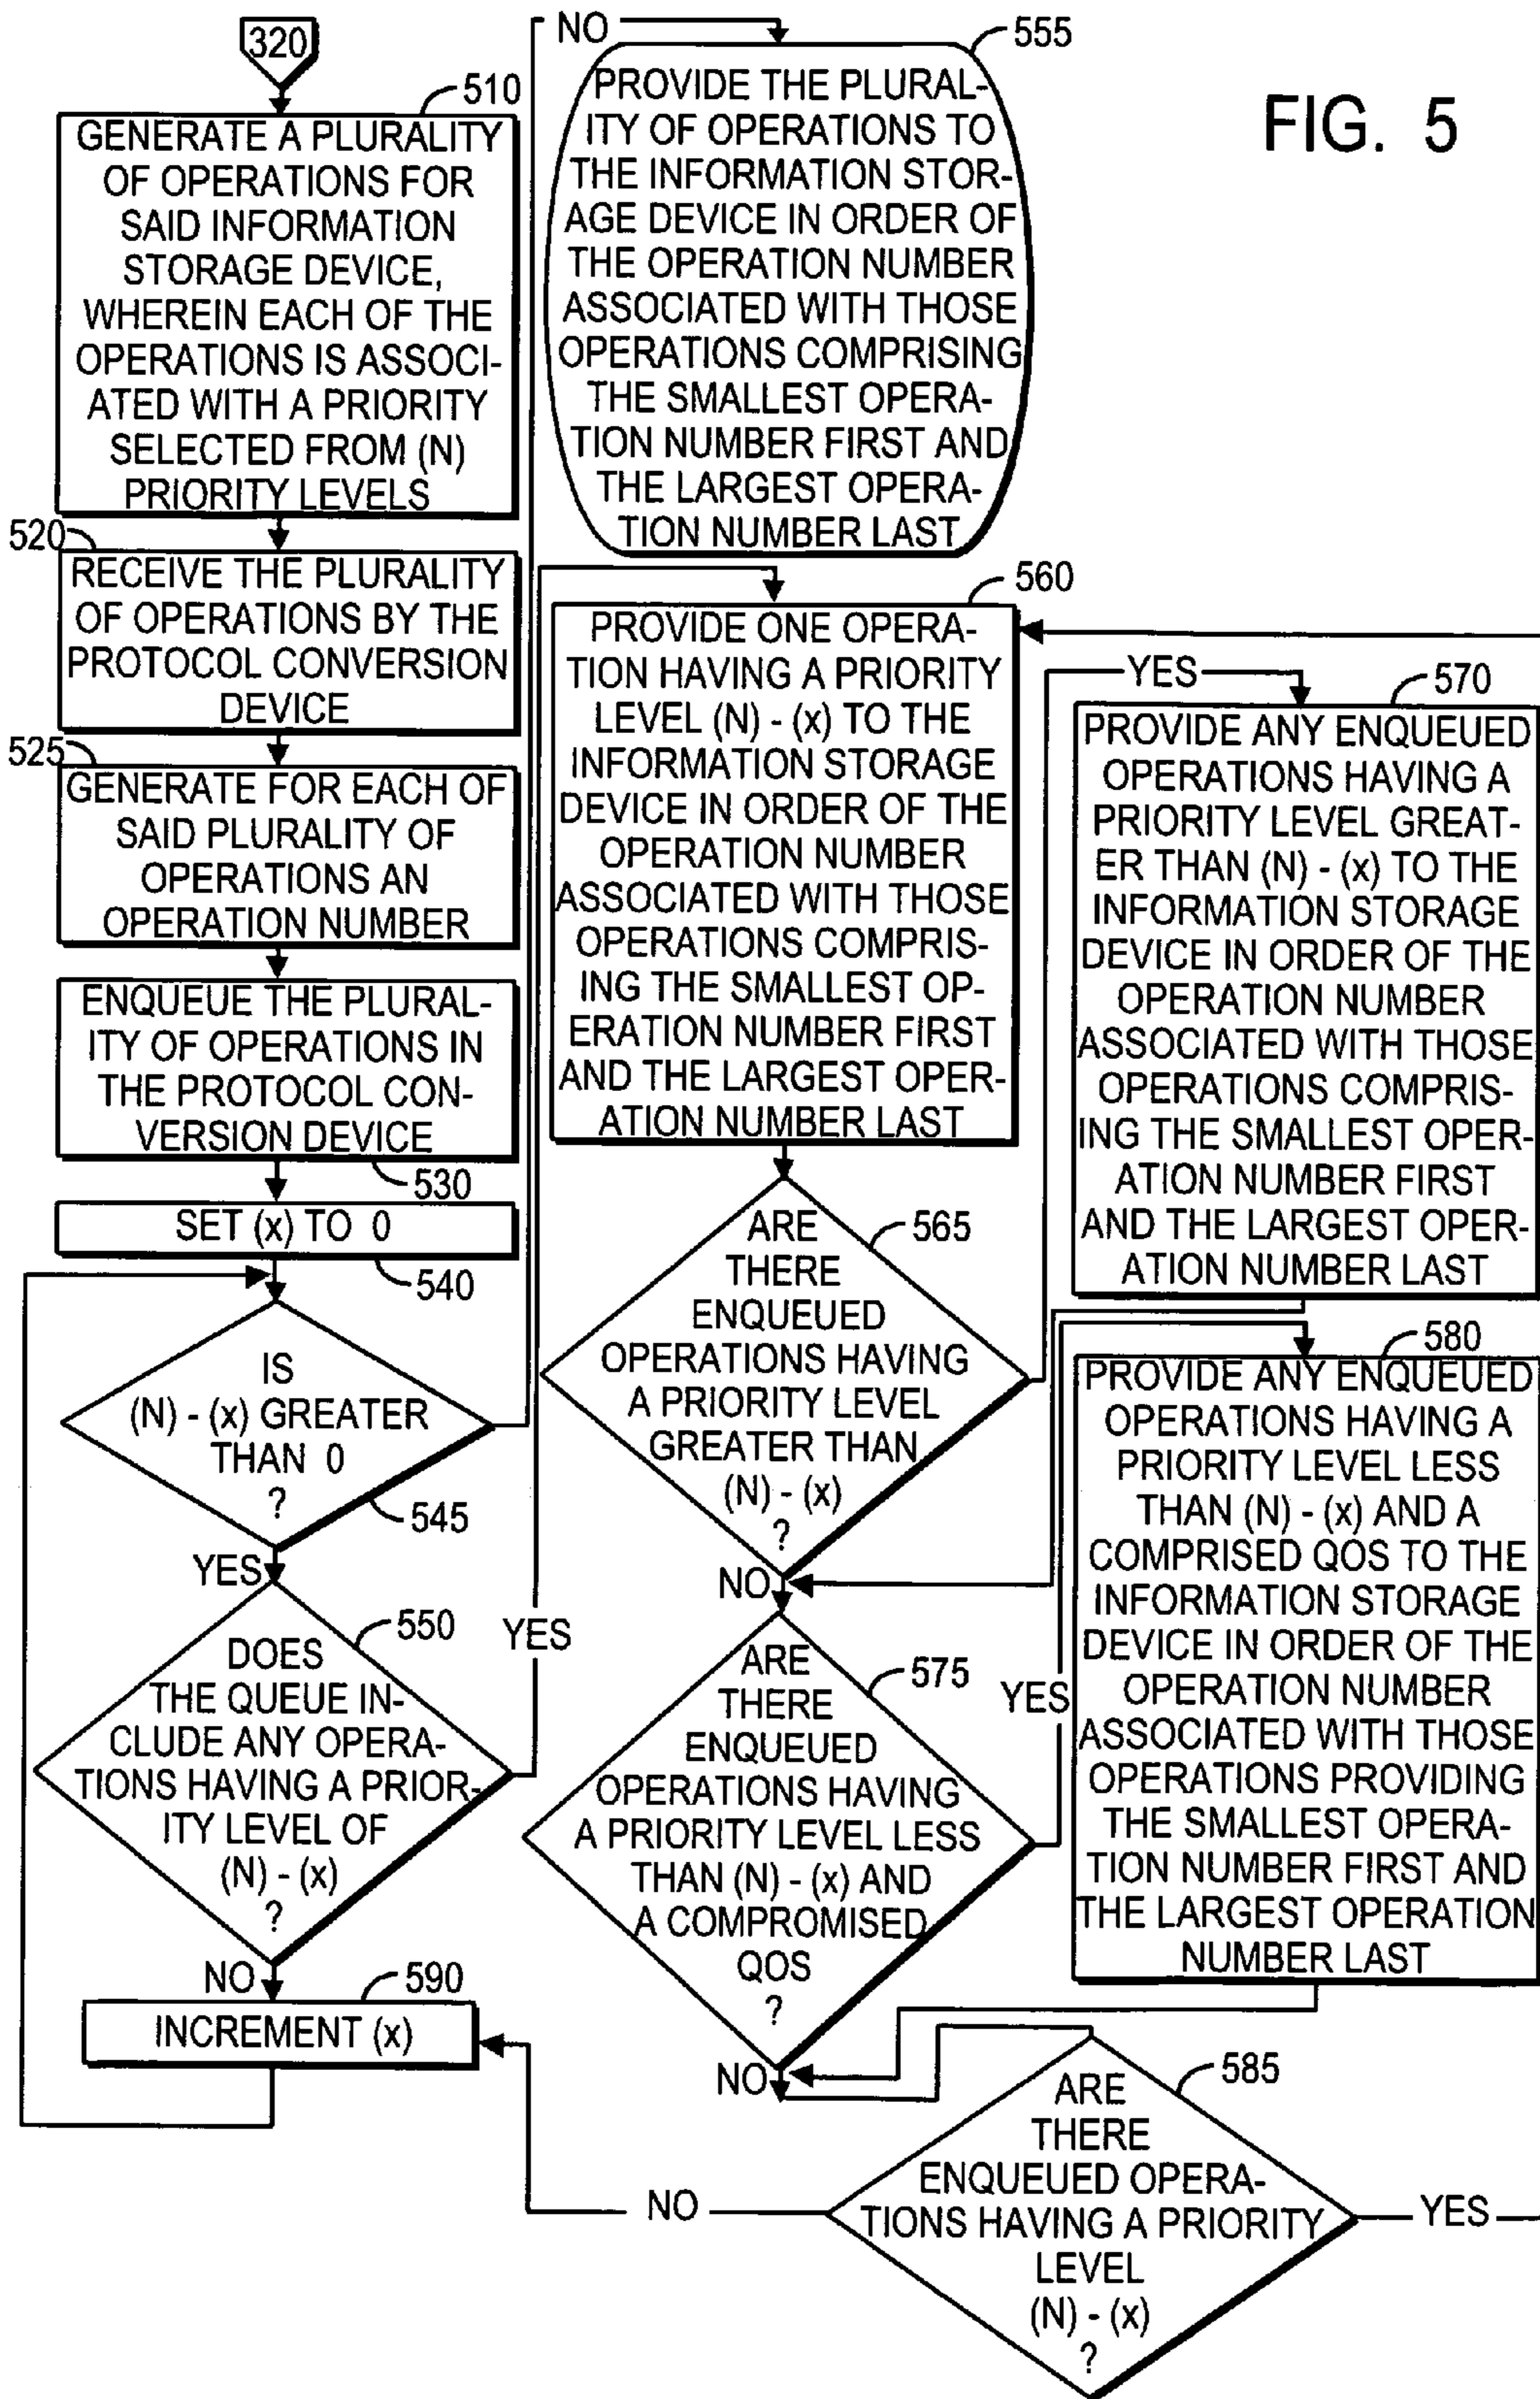 FIG. 5
320
510
GENERATE A PLURALITY
OF OPERATIONS FOR
SAID INFORMATION
STORAGE DEVICE,
WHEREIN EACH OF THE
OPERATIONS IS ASSOCI-
ATED WITH A PRIORITY
SELECTED FROM (N)
PRIORITY LEVELS
520
RECEIVE THE PLURALITY
OF OPERATIONS BY THE
PROTOCOL CONVERSION
DEVICE
525
GENERATE FOR EACH OF
SAID PLURALITY OF
OPERATIONS AN
OPERATION NUMBER
ENQUEUE THE PLURAL-
ITY OF OPERATIONS IN
THE PROTOCOL CON-
VERSION DEVICE
530
SET (x) TO 0
540
IS
(N) - (x) GREATER
THAN 0
?
545
YES
550
DOES
THE QUEUE IN-
CLUDE ANY OPERA-
TIONS HAVING A PRIOR-
ITY LEVEL OF
(N) - (x)
?
YES
NO
590
INCREMENT (x)
NO
555
PROVIDE THE PLURAL-
ITY OF OPERATIONS TO
THE INFORMATION STOR-
AGE DEVICE IN ORDER OF
THE OPERATION NUMBER
ASSOCIATED WITH THOSE
OPERATIONS COMPRISING
THE SMALLEST OPERA-
TION NUMBER FIRST AND
THE LARGEST OPERA-
TION NUMBER LAST
560
PROVIDE ONE OPERA-
TION HAVING A PRIORITY
LEVEL (N) - (x) TO THE
INFORMATION STORAGE
DEVICE IN ORDER OF THE
OPERATION NUMBER
ASSOCIATED WITH THOSE
OPERATIONS COMPRIS-
ING THE SMALLEST OP-
ERATION NUMBER FIRST
AND THE LARGEST OPER-
ATION NUMBER LAST
565
ARE
THERE
ENQUEUED
OPERATIONS HAVING
A PRIORITY LEVEL
GREATER THAN
(N) - (x)
?
NO
YES
570
PROVIDE ANY ENQUEUED
OPERATIONS HAVING A
PRIORITY LEVEL GREAT-
ER THAN (N) - (x) TO THE
INFORMATION STORAGE
DEVICE IN ORDER OF THE
OPERATION NUMBER
ASSOCIATED WITH THOSE
OPERATIONS COMPRIS-
ING THE SMALLEST OPER-
ATION NUMBER FIRST
AND THE LARGEST OPER-
ATION NUMBER LAST
575
ARE
THERE
ENQUEUED
OPERATIONS HAVING
A PRIORITY LEVEL LESS
THAN (N) - (x) AND
A COMPROMISED
QOS
?
YES
NO
580
PROVIDE ANY ENQUEUED
OPERATIONS HAVING A
PRIORITY LEVEL LESS
THAN (N) - (x) AND A
COMPRISED QOS TO THE
INFORMATION STORAGE
DEVICE IN ORDER OF THE
OPERATION NUMBER
ASSOCIATED WITH THOSE
OPERATIONS PROVIDING
THE SMALLEST OPERA-
TION NUMBER FIRST AND
THE LARGEST OPERATION
NUMBER LAST
585
ARE
THERE
ENQUEUED OPERA-
TIONS HAVING A PRIORITY
LEVEL
(N) - (x)
?
NO
YES